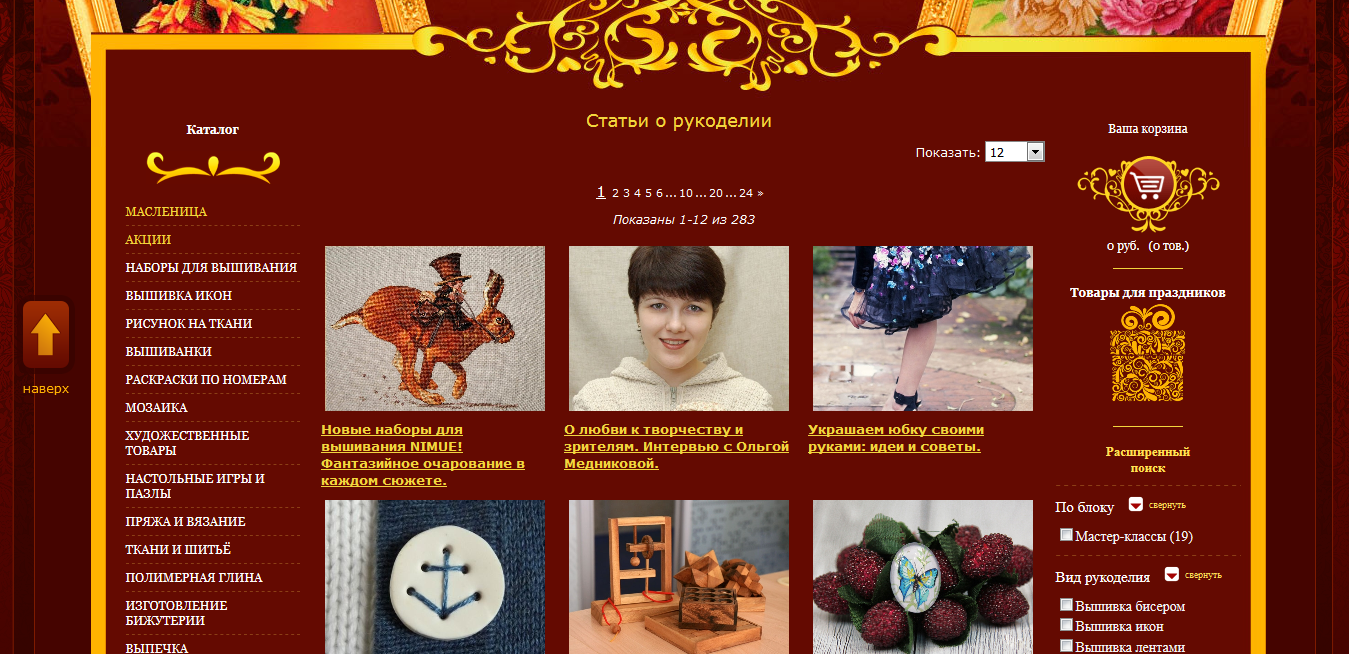 Каталог
МАСЛЕНИЦА
АКЦИИ
НАБОРЫ ДЛЯ ВЫШИВАНИЯ
ВЫШИВКА ИКОН
РИСУНОК НА ТКАНИ
ВЫШИВАНКИ
РАСКРАСКИ ПО НОМЕРАМ
МОЗАИКА
ХУДОЖЕСТВЕННЫЕ
ТОВАРЫ
НАСТОЛЬНЫЕ ИГРЫ И
ПАЗЛЫ
ПРЯЖА И ВЯЗАНИЕ
ТКАНИ И ШИТЬЁ
ПОЛИМЕРНАЯ ГЛИНА
ИЗГОТОВЛЕНИЕ
БИЖУТЕРИИ
ВЫПЕЧКА
наверх
Статьи о рукоделии
Показать: 12
1 2 3 4 5 6 ... 10 ... 20 ... 24 »
Показаны 1-12 из 283
Новые наборы для
вышивания NIMUE!
Фантазийное очарование в
каждом сюжете.
О любви к творчеству и
зрителям. Интервью с Ольгой
Медниковой.
Украшаем юбку своими
руками: идеи и советы.
Ваша корзина
0 руб. (0 тов.)
Товары для праздников
Расширенный
поиск
По блоку свернуть
Мастер-классы (19)
Вид рукоделия свернуть
Вышивка бисером
Вышивка икон
Вышивка лентами